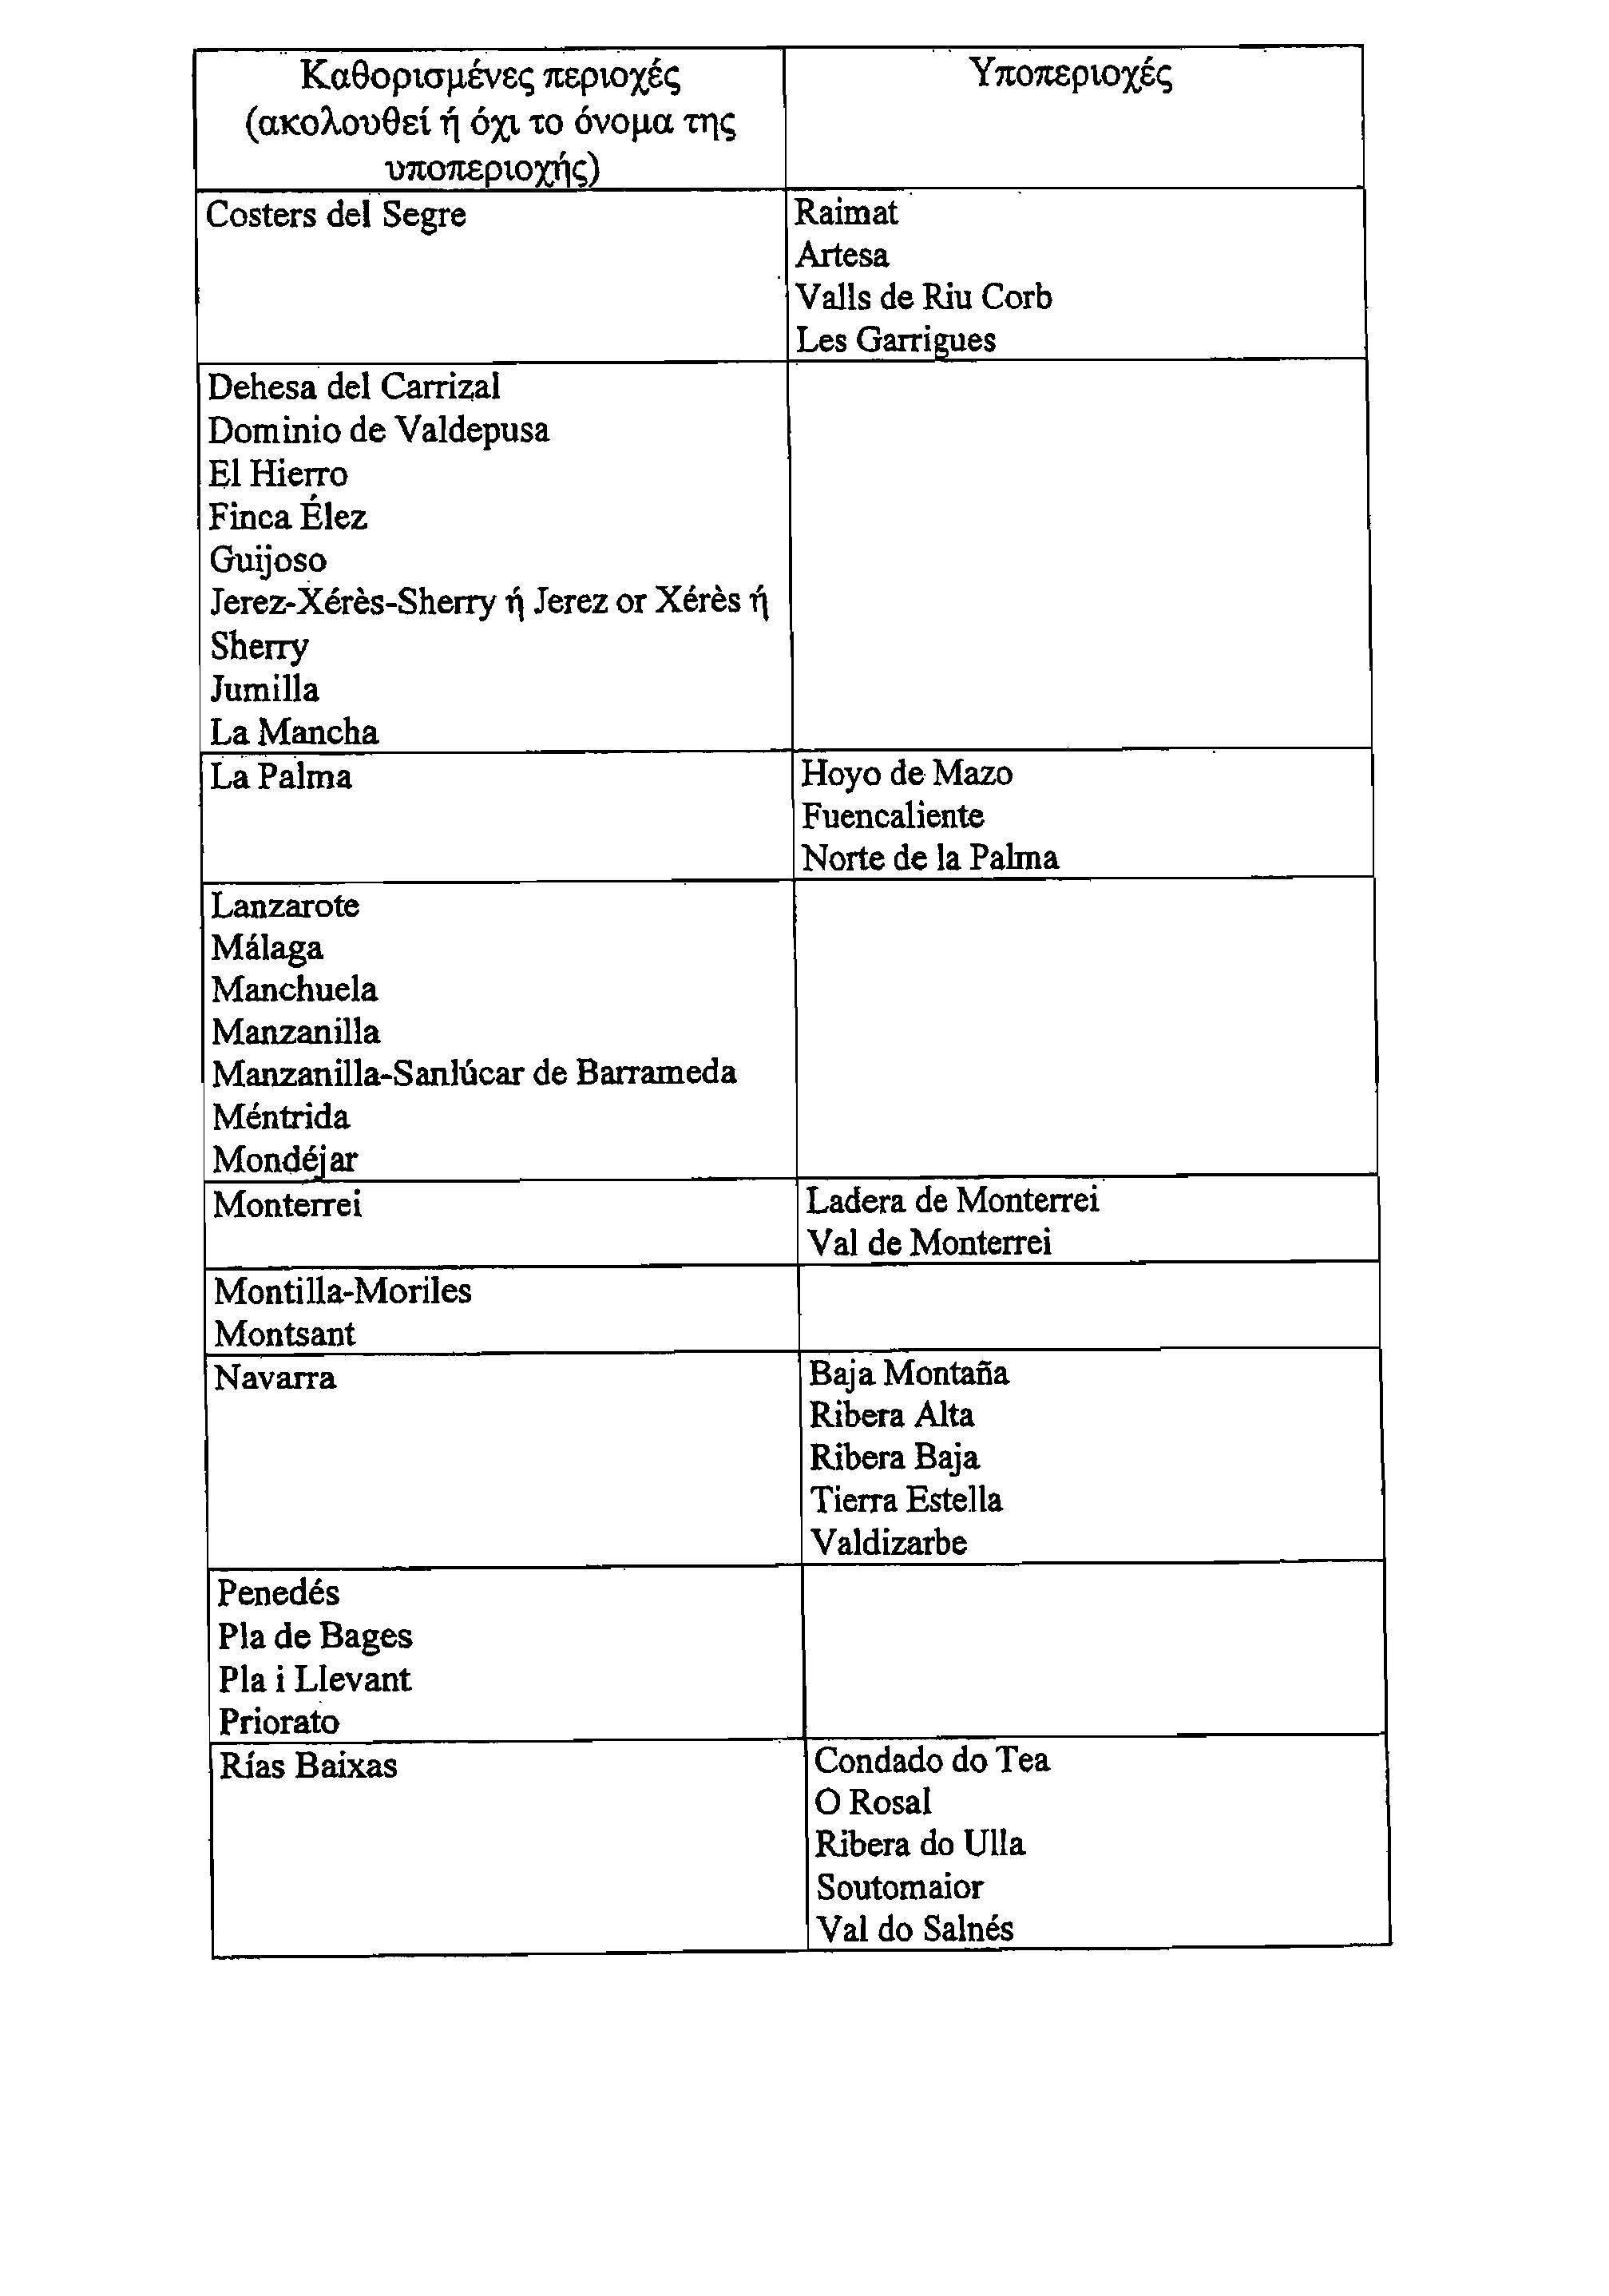 Καθορισμένες περιοχές
(ακολουθεί ή όχι το όνομα της
υποπεριοχής)
Υποπεριοχές
Costers del Segre
Raimat
Artesa
Valls de Riu Corb
Les Garrigues
Dehesa del Carrizal
Dominio de Valdepusa
El Hierro
Finca Élez
Guijoso
Jerez-Xérès-Sherry ή Jerez or Xérès ή
Sherry
Jumilla
La Mancha
La Palma
Hoyo de Mazo
Fuencaliente
Norte de la Palma
Lanzarote
Málaga
Manchuela
Manzanilla
Manzanilla-Sanlúcar de Barrameda
Méntrida
Mondéjar
Monterrei
Ladera de Monterrei
Val de Monterrei
Montilla-Moriles
Montsant
Navarra
Baja Montaña
Ribera Alta
Ribera Baja
Tierra Estella
Valdizarbe
Penedés
Pla de Bages
Pla i Llevant
Priorato
Rías Baixas
Condado do Tea
O Rosal
Ribera do Ulla
Soutomaior
Val do Salnés